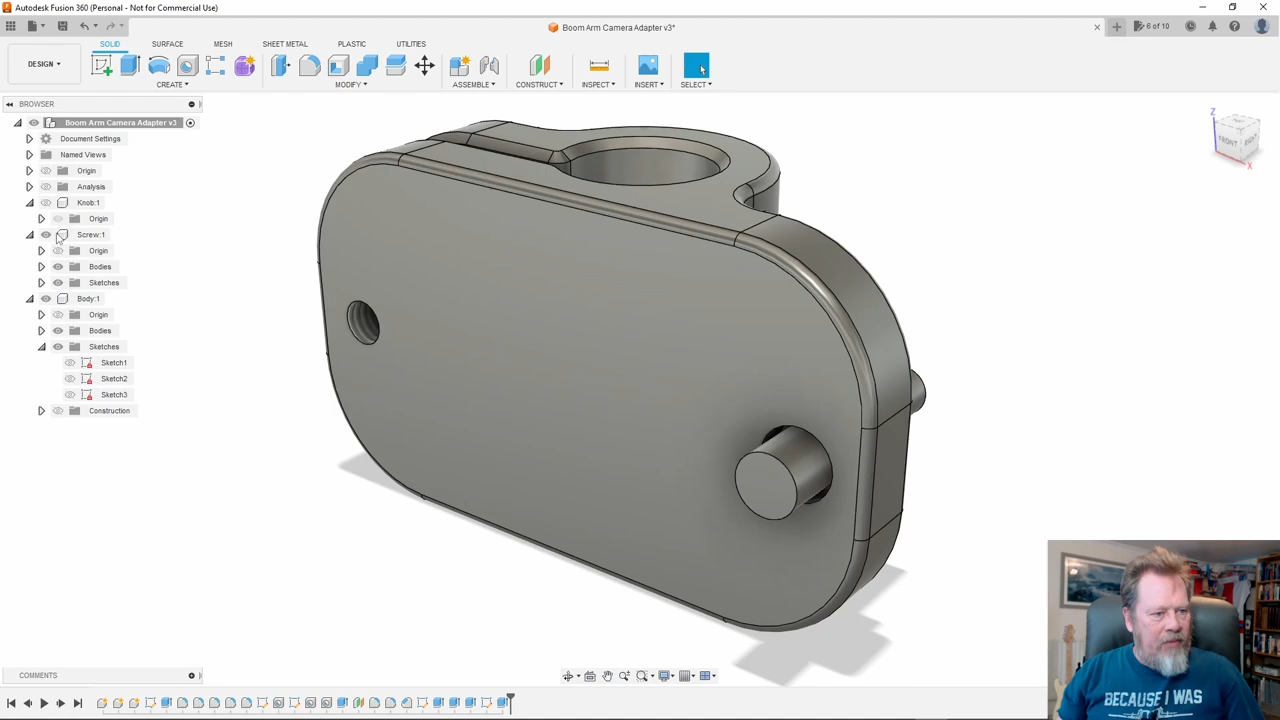 Autodesk Fusion 360 (Personal - Not for Commercial Use)
Boom Arm Camera Adapter v3*
6 of 10
DESIGN
SOLID SURFACE MESH SHEET METAL PLASTIC UTILITIES
CREATE MODIFY ASSEMBLE CONSTRUCT INSPECT INSERT SELECT
BROWSER
Boom Arm Camera Adapter v3
Document Settings
Named Views
Origin
Analysis
Knob:1
Origin
Screw:1
Origin
Bodies
Sketches
Body:1
Origin
Bodies
Sketches
Sketch1
Sketch2
Sketch3
Construction
Z
FRONT
X
COMMENTS
BECAUSE I WAS